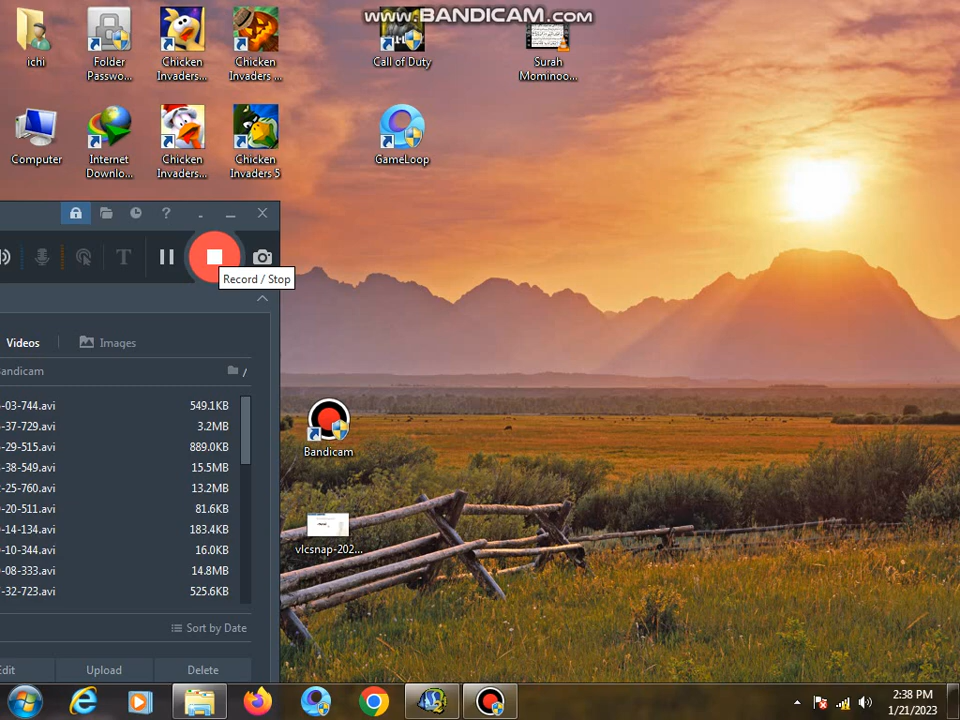 www.BANDICAM.com
ichi
Folder
Passwo...
Chicken
Invaders...
Chicken
Invaders ...
Call of Duty
Surah
Mominoo...
Computer
Internet
Downlo...
Chicken
Invaders...
Chicken
Invaders 5
GameLoop
?
T
Record / Stop
Videos
Images
andicam
/
-03-744.avi 549.1KB
-37-729.avi 3.2MB
-29-515.avi 889.0KB
-38-549.avi 15.5MB
-25-760.avi 13.2MB
-20-511.avi 81.6KB
-14-134.avi 183.4KB
-10-344.avi 16.0KB
-08-333.avi 14.8MB
-32-723.avi 525.6KB
Bandicam
vlcsnap-202...
Sort by Date
Edit Upload Delete
2:38 PM
1/21/2023